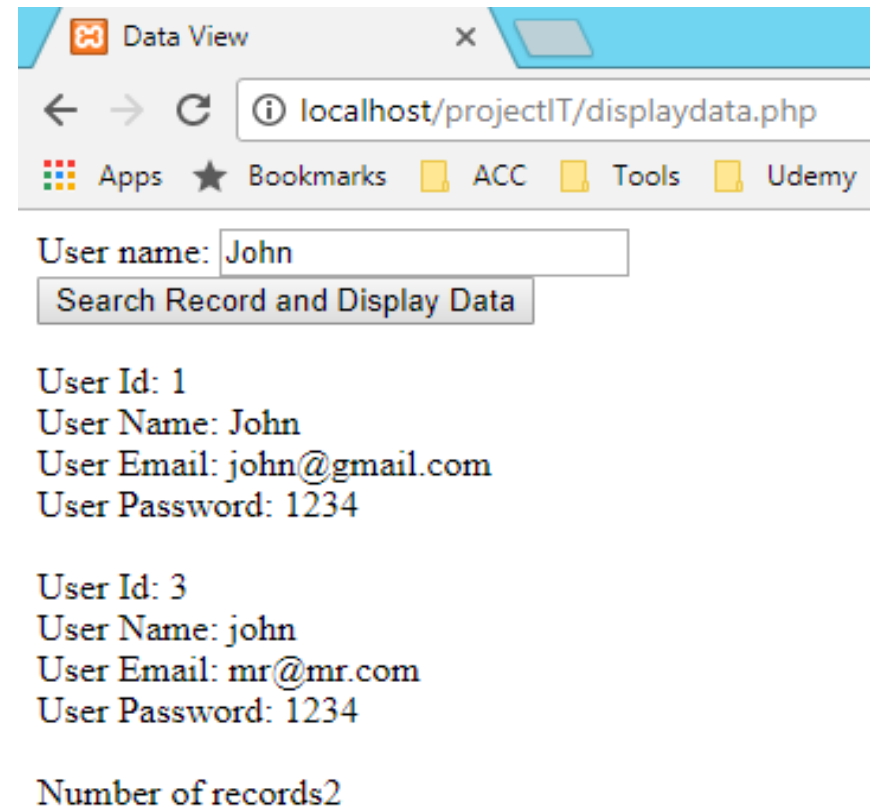 Data View
localhost/projectIT/displaydata.php
Apps Bookmarks ACC Tools Udemy
User name: John
Search Record and Display Data
User Id: 1
User Name: John
User Email: john@gmail.com
User Password: 1234
User Id: 3
User Name: john
User Email: mr@mr.com
User Password: 1234
Number of records2